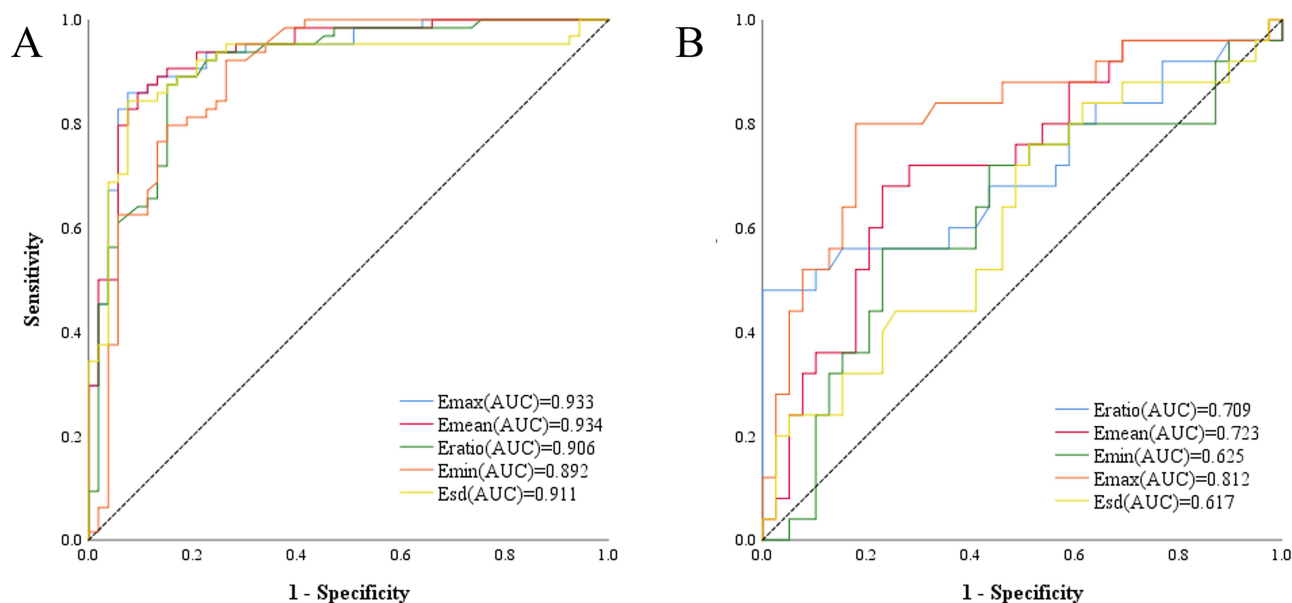 A
B
1.0
0.8
0.6
0.4
0.2
0.0
Sensitivity
Emax(AUC)=0.933
Emean(AUC)=0.934
Eratio(AUC)=0.906
Emin(AUC)=0.892
Esd(AUC)=0.911
0.0 0.2 0.4 0.6 0.8 1.0
1 - Specificity
1.0
0.8
0.6
0.4
0.2
0.0
Eratio(AUC)=0.709
Emean(AUC)=0.723
Emin(AUC)=0.625
Emax(AUC)=0.812
Esd(AUC)=0.617
0.0 0.2 0.4 0.6 0.8 1.0
1 - Specificity